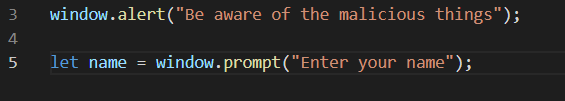 3 window.alert("Be aware of the malicious things");
4
5 let name = window.prompt("Enter your name");